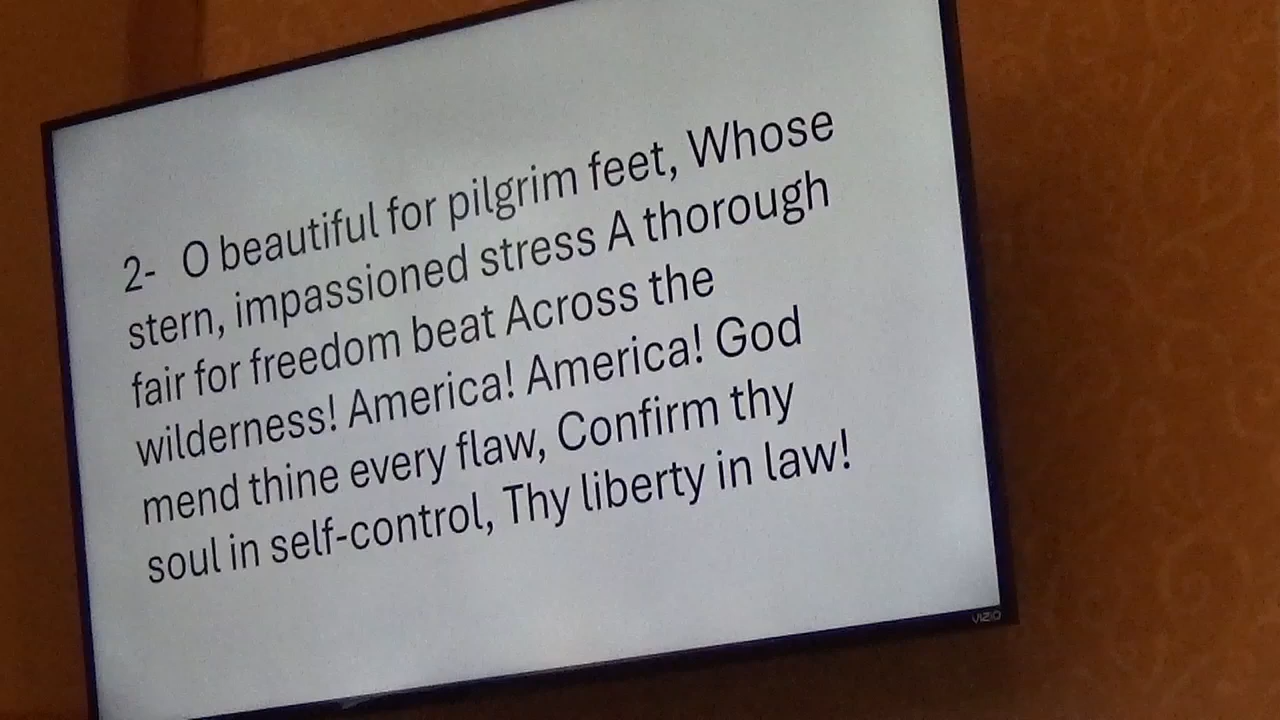 2- O beautiful for pilgrim feet, Whose
stern, impassioned stress A thorough
fair for freedom beat Across the
wilderness! America! America! God
mend thine every flaw, Confirm thy
soul in self-control, Thy liberty in law!
VIZIO